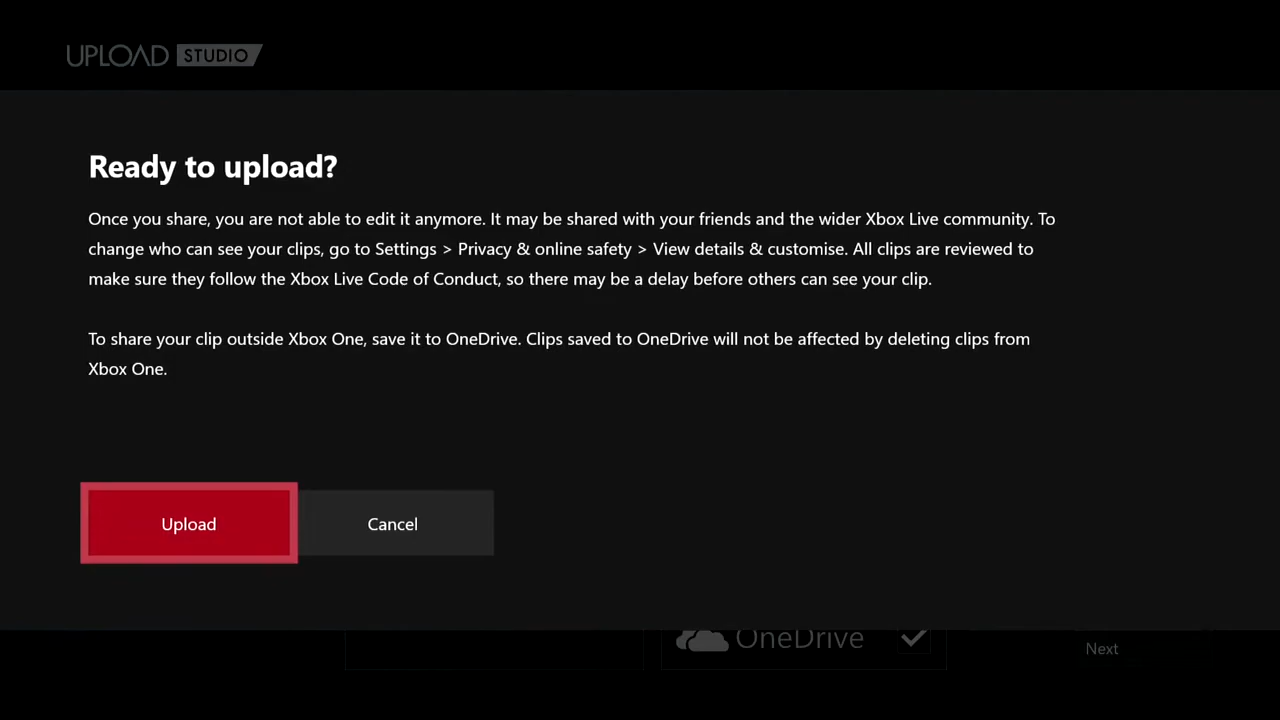 UPLOAD STUDIO
Ready to upload?
Once you share, you are not able to edit it anymore. It may be shared with your friends and the wider Xbox Live community. To
change who can see your clips, go to Settings > Privacy & online safety > View details & customise. All clips are reviewed to
make sure they follow the Xbox Live Code of Conduct, so there may be a delay before others can see your clip.
To share your clip outside Xbox One, save it to OneDrive. Clips saved to OneDrive will not be affected by deleting clips from
Xbox One.
Upload Cancel
OneDrive
Next